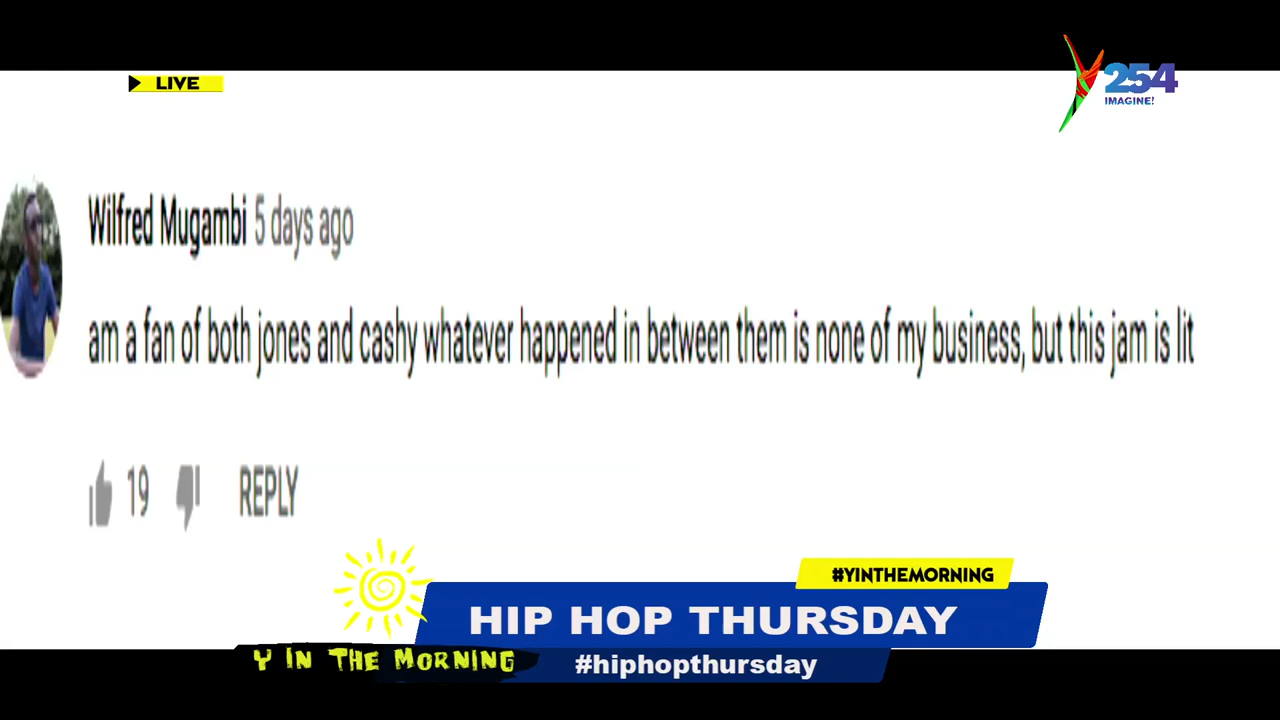 LIVE
254
IMAGINE!
Wilfred Mugambi 5 days ago
am a fan of both jones and cashy whatever happened in between them is none of my business, but this jam is lit
19 REPLY
#YINTHEMORNING
HIP HOP THURSDAY
Y IN THE MORNING
#hiphopthursday